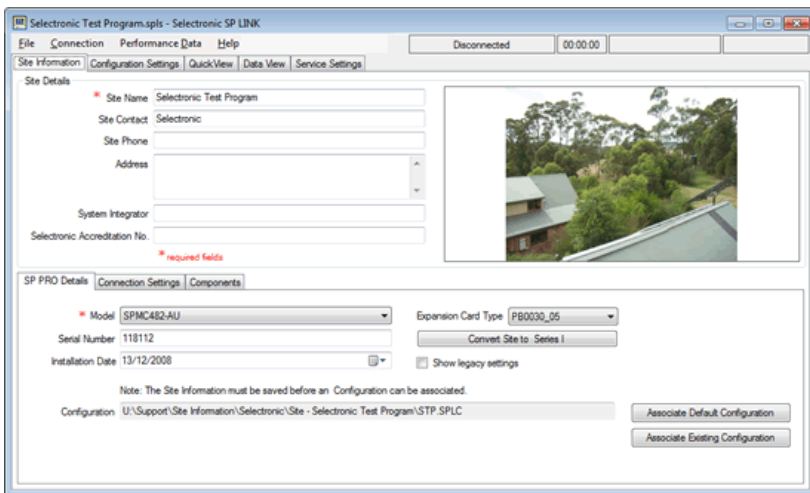 Selectronic Test Program.spls - Selectronic SP LINK
File Connection Performance Data Help Disconnected 00:00:00
Site Information Configuration Settings QuickView Data View Service Settings
Site Details
* Site Name Selectronic Test Program
Site Contact Selectronic
Site Phone
Address
System Integrator
Selectronic Accreditation No.
* required fields
SP PRO Details Connection Settings Components
* Model SPMC482-AU Expansion Card Type PB0030_05
Serial Number 118112 Convert Site to Series I
Installation Date 13/12/2008 Show legacy settings
Note: The Site Information must be saved before an Configuration can be associated.
Configuration U:\Support\Site Information\Selectronic\Site - Selectronic Test Program\STP.SPLC Associate Default Configuration
Associate Existing Configuration